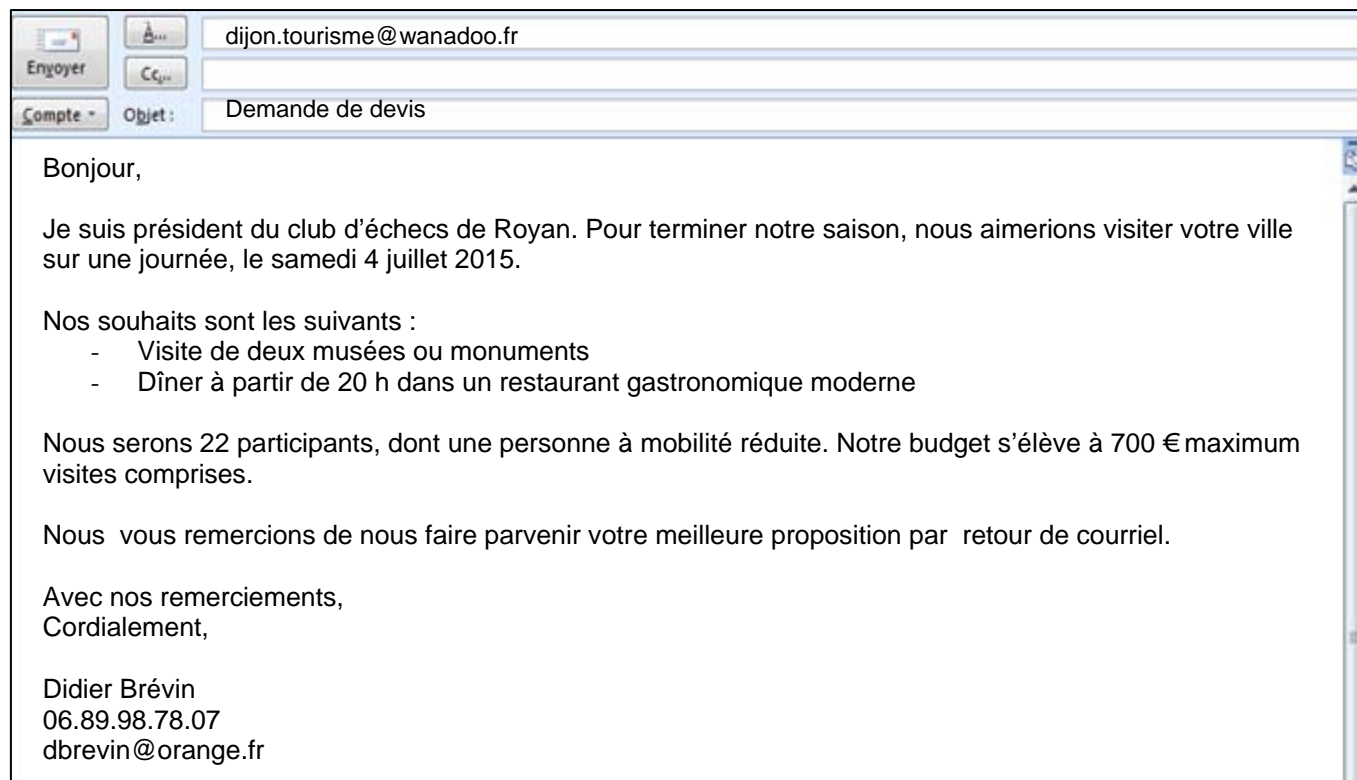 À...
dijon.tourisme@wanadoo.fr
Envoyer
Cc...
Compte
Objet :
Demande de devis
Bonjour,
Je suis président du club d’échecs de Royan. Pour terminer notre saison, nous aimerions visiter votre ville
sur une journée, le samedi 4 juillet 2015.
Nos souhaits sont les suivants :
- Visite de deux musées ou monuments
- Dîner à partir de 20 h dans un restaurant gastronomique moderne
Nous serons 22 participants, dont une personne à mobilité réduite. Notre budget s’élève à 700 € maximum
visites comprises.
Nous vous remercions de nous faire parvenir votre meilleure proposition par retour de courriel.
Avec nos remerciements,
Cordialement,
Didier Brévin
06.89.98.78.07
dbrevin@orange.fr